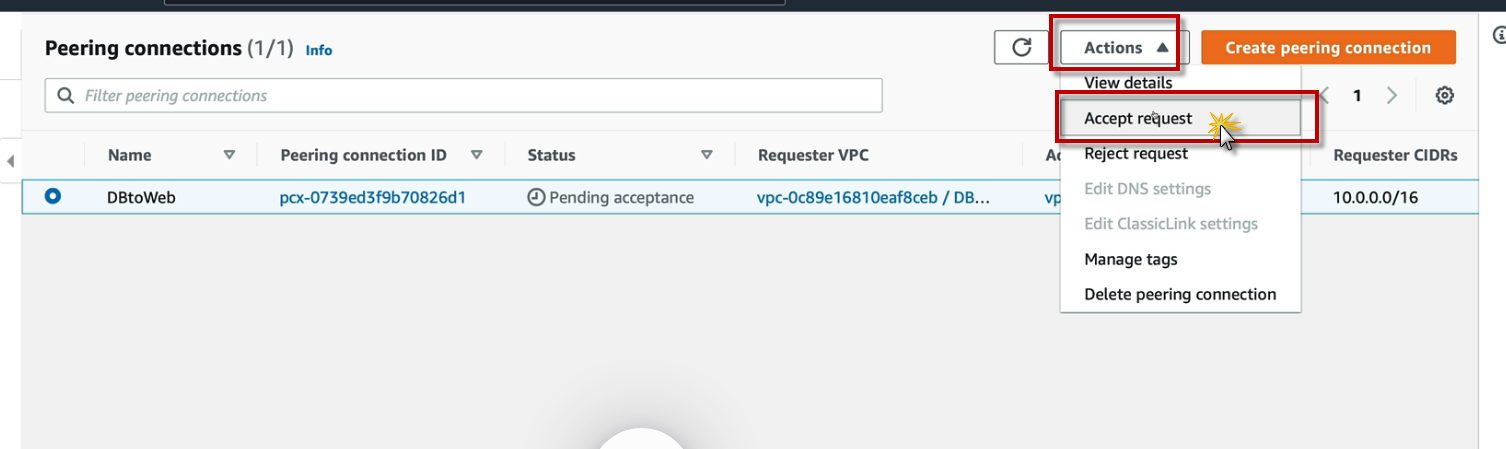 Peering connections (1/1) Info
Actions ▲
Create peering connection
Filter peering connections
1
View details
Accept request
Reject request
Edit DNS settings
Edit ClassicLink settings
Manage tags
Delete peering connection
Name Peering connection ID Status Requester VPC Requester CIDRs
DBtoWeb pcx-0739ed3f9b70826d1 Pending acceptance vpc-0c89e16810eaf8ceb / DB... 10.0.0.0/16